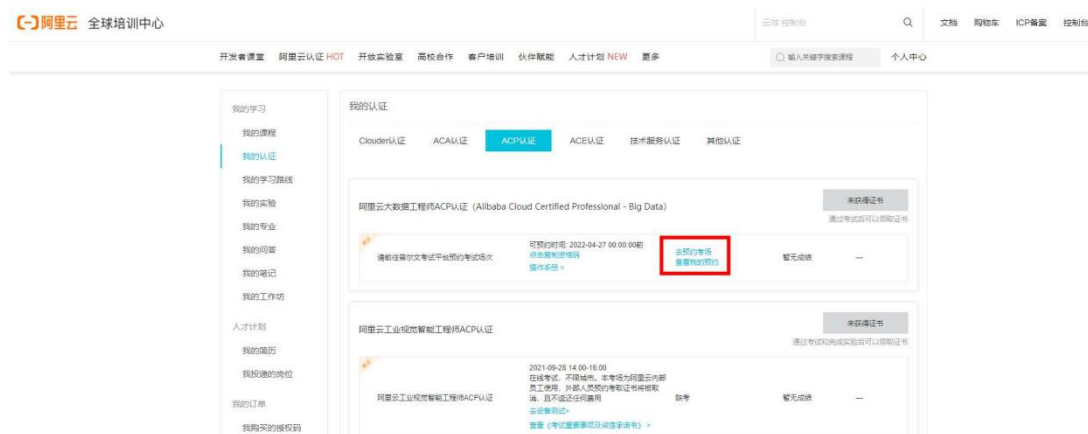 阿里云 全球培训中心
云效 控制台
文档 购物车 ICP备案 控制台
开发者课堂 阿里云认证 HOT 开放实验室 高校合作 客户培训 伙伴赋能 人才计划 NEW 更多
输入关键字搜索课程
个人中心
我的学习
我的课程
我的认证
我的学习路线
我的实验
我的专业
我的问答
我的笔记
我的工作坊
人才计划
我的简历
我投递的岗位
我的订单
我购买的授权码
我的认证
Clouder认证 ACA认证 ACP认证 ACE认证 技术服务认证 其他认证
阿里云大数据工程师ACP认证（Alibaba Cloud Certified Professional - Big Data）
未获得证书
通过考试后可以领取证书
请前往普尔文考试平台预约考试场次
可预约时间: 2022-04-27 00:00:00前
点击复制资格码
操作手册 >
去预约考场
查看我的预约
暂无成绩
—
阿里云工业视觉智能工程师ACP认证
未获得证书
通过考试和完成实验后可以领取证书
阿里云工业视觉智能工程师ACP认证
2021-09-28 14:00-16:00
在线考试，不限城市。本考场为阿里云内部
员工使用，外部人员预约考取证书将被取
消，且不返还任何费用
去设备测试>
查看《考试重要事项及诚信承诺书》 >
缺考
暂无成绩
—